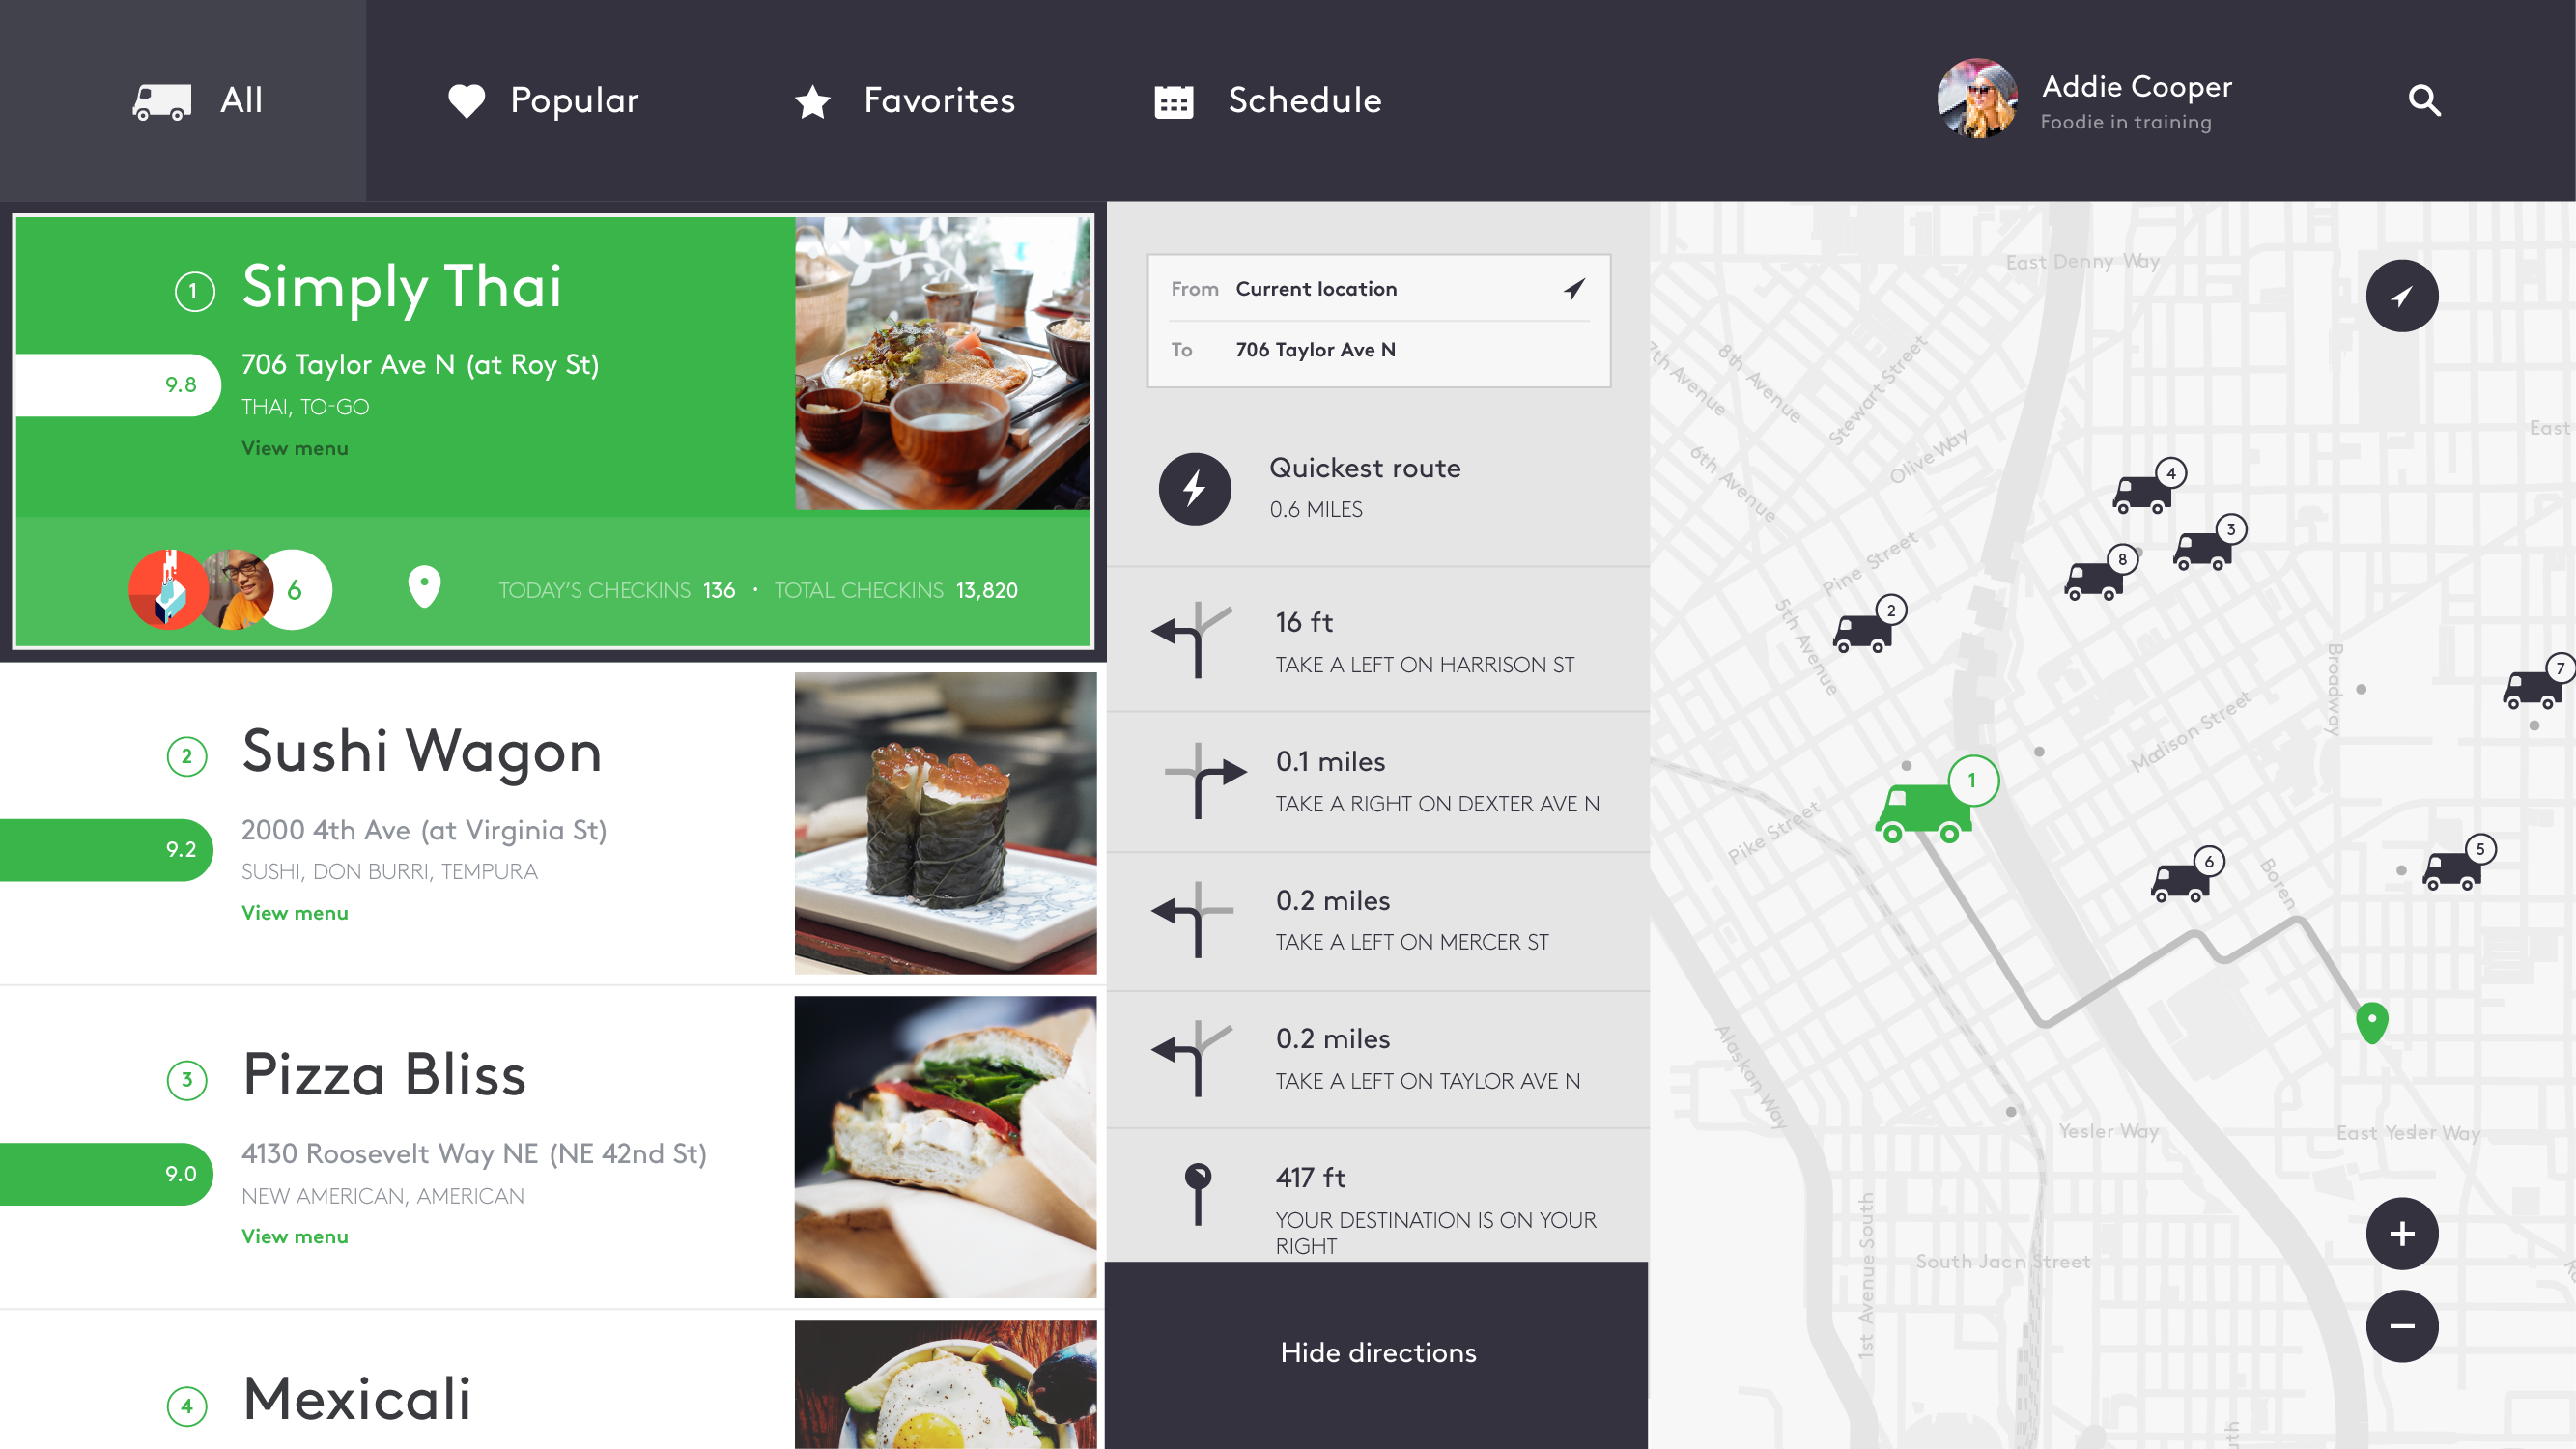 All
Popular
Favorites
Schedule
Addie Cooper
Foodie in training
1
Simply Thai
9.8
706 Taylor Ave N (at Roy St)
THAI, TO-GO
View menu
6
TODAY'S CHECKINS 136 · TOTAL CHECKINS 13,820
2
Sushi Wagon
9.2
2000 4th Ave (at Virginia St)
SUSHI, DON BURRI, TEMPURA
View menu
3
Pizza Bliss
9.0
4130 Roosevelt Way NE (NE 42nd St)
NEW AMERICAN, AMERICAN
View menu
4
Mexicali
From Current location
To 706 Taylor Ave N
Quickest route
0.6 MILES
16 ft
TAKE A LEFT ON HARRISON ST
0.1 miles
TAKE A RIGHT ON DEXTER AVE N
0.2 miles
TAKE A LEFT ON MERCER ST
0.2 miles
TAKE A LEFT ON TAYLOR AVE N
417 ft
YOUR DESTINATION IS ON YOUR
RIGHT
Hide directions
East Denny Way
7th Avenue
8th Avenue
Stewart Street
Olive Way
6th Avenue
East
4
3
8
Pine Street
2
5th Avenue
Broadway
7
Madison Street
1
Pike Street
6
5
Boren
Alaskan Way
Yesler Way
East Yesler Way
1st Avenue South
South Jacn Street
+
−